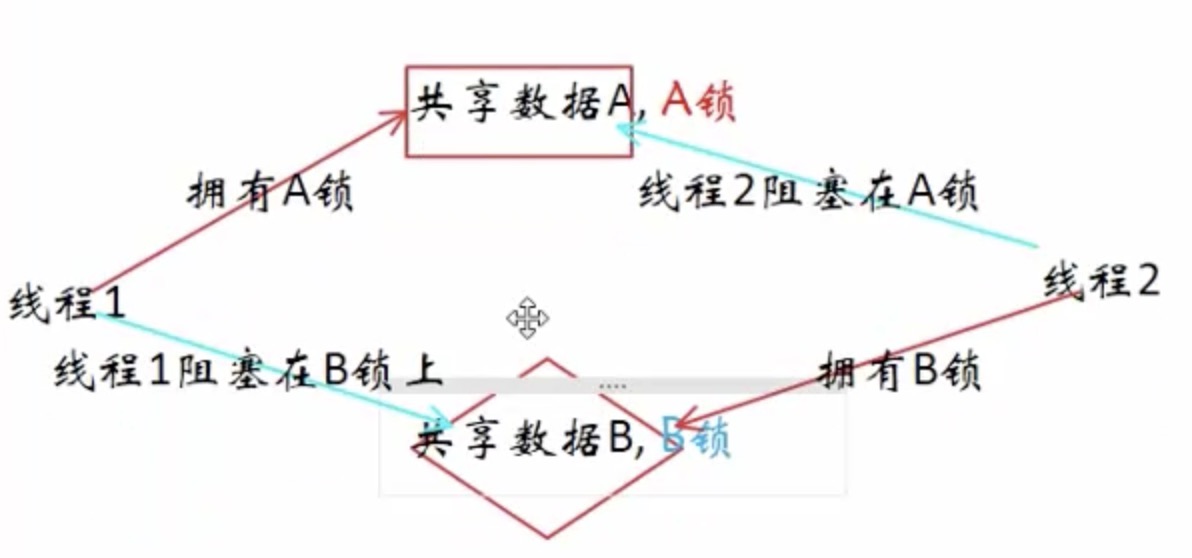 共享数据A, A锁
拥有A锁
线程2阻塞在A锁
线程2
线程1
线程1阻塞在B锁上
拥有B锁
共享数据B, B锁